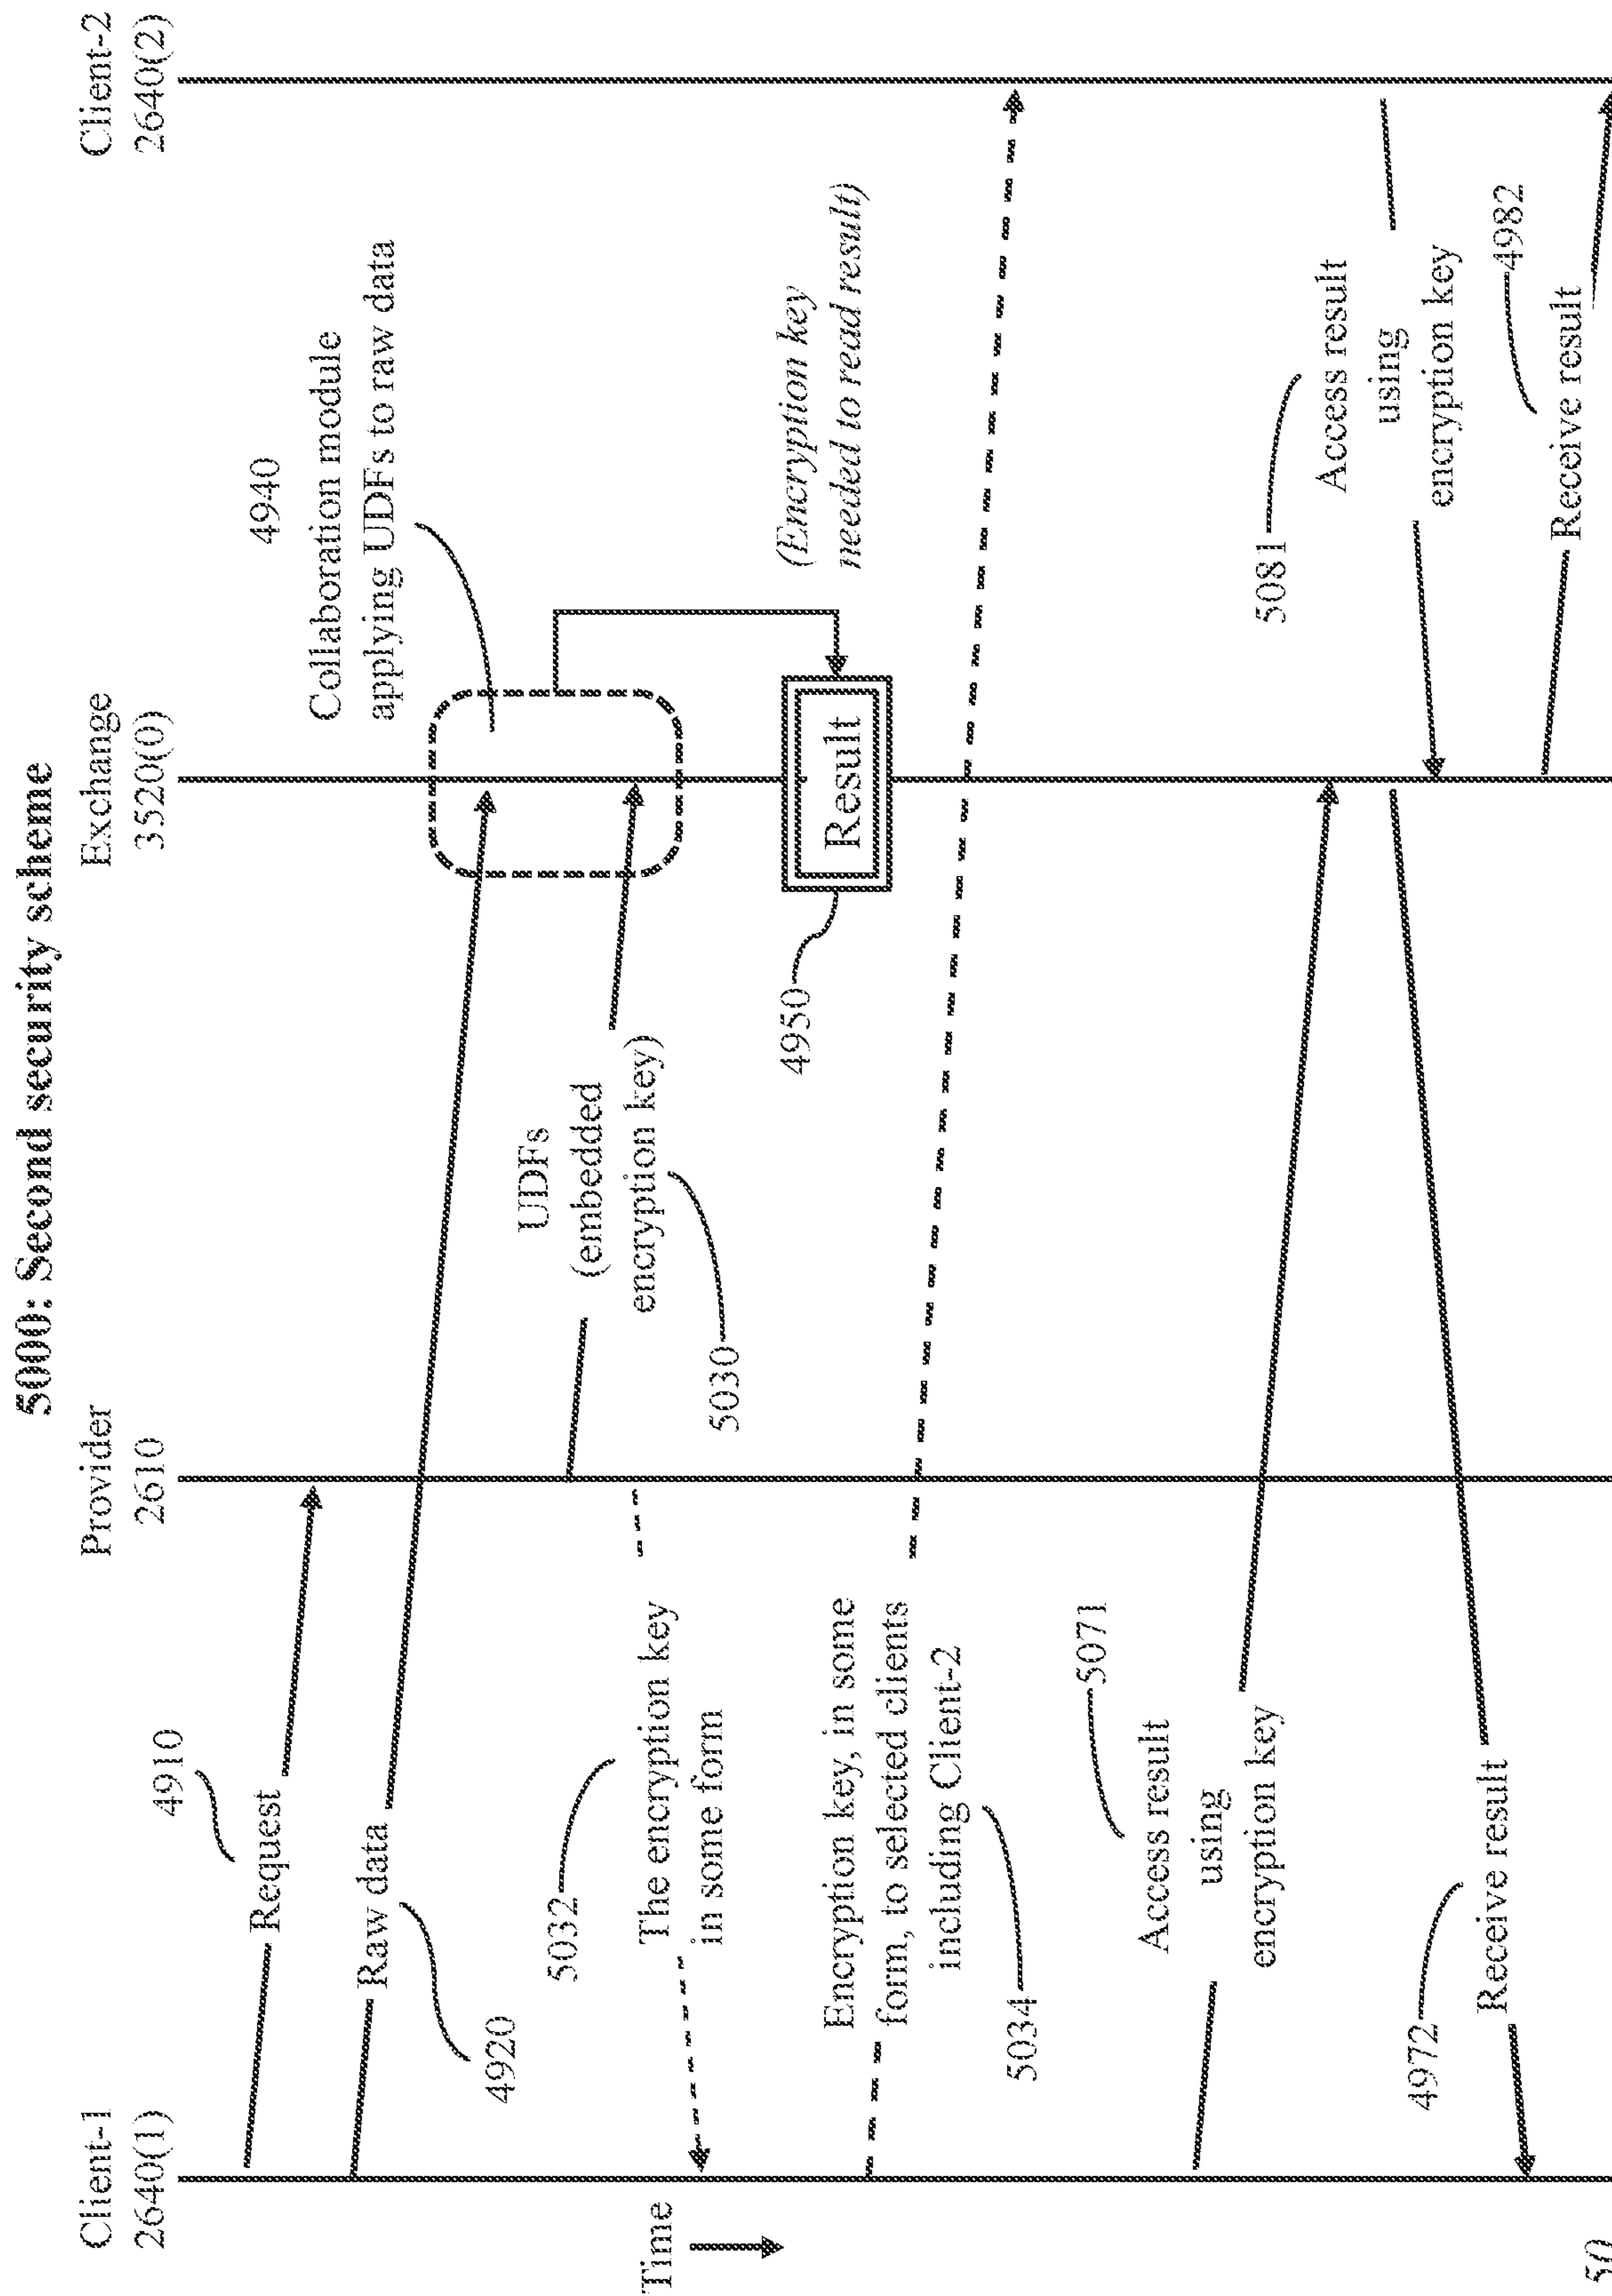 5000: Second security scheme
Client-1
2640(1)
Provider
2610
Exchange
3520(0)
Client-2
2640(2)
4910
Request
Raw data
4920
4940
Collaboration module
applying UDFs to raw data
UDFs
(embedded
encryption key)
5030
5032
The encryption key
in some form
Time
Result
4950
(Encryption key
needed to read result)
Encryption key, in some
form, to selected clients
including Client-2
5034
5071
Access result
using
encryption key
5081
Access result
using
encryption key
4972
Receive result
4982
Receive result
50